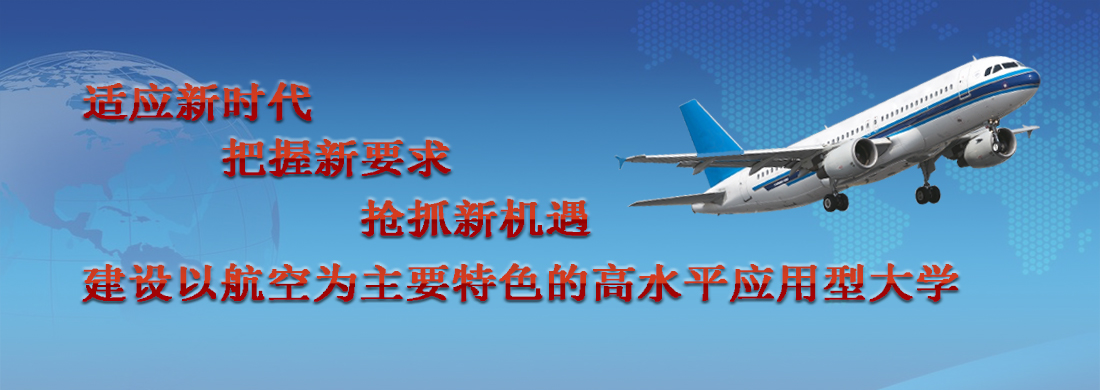 适应新时代
把握新要求
抢抓新机遇
建设以航空为主要特色的高水平应用型大学